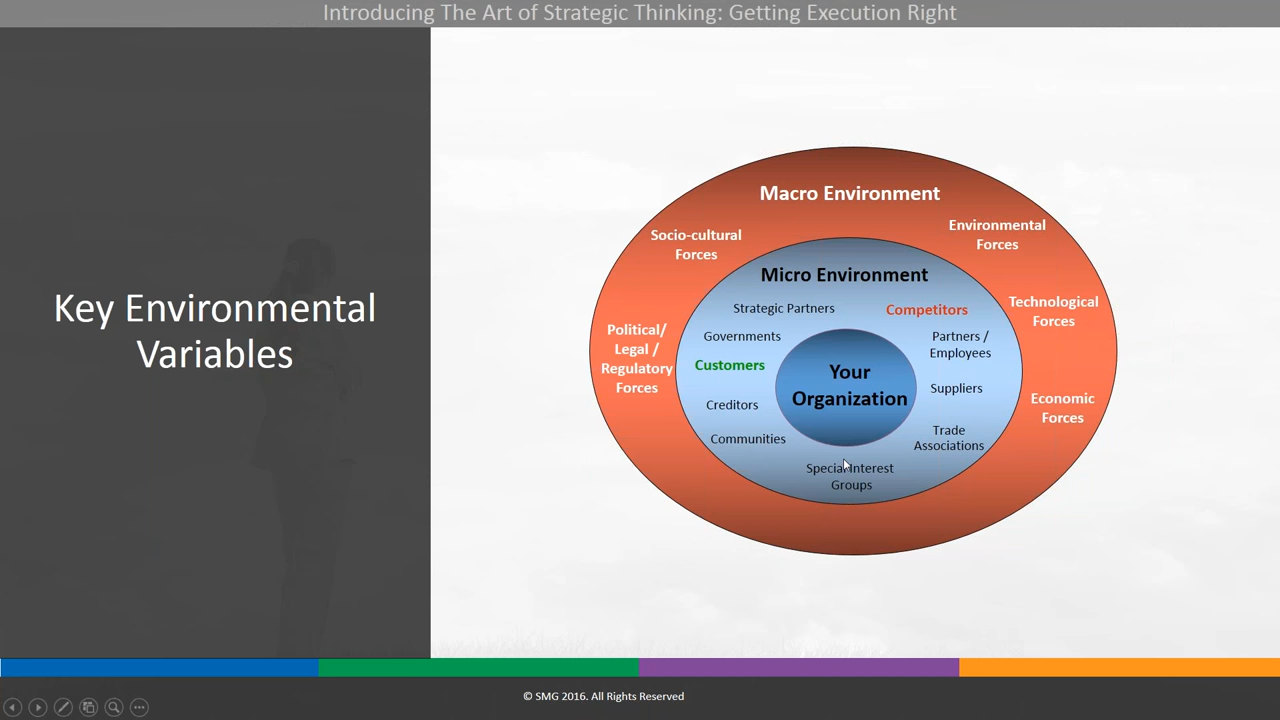 Introducing The Art of Strategic Thinking: Getting Execution Right
Key Environmental
Variables
Macro Environment
Socio-cultural
Forces
Environmental
Forces
Technological
Forces
Economic
Forces
Political/
Legal /
Regulatory
Forces
Micro Environment
Strategic Partners
Competitors
Governments
Partners /
Employees
Customers
Suppliers
Creditors
Trade
Associations
Communities
Special Interest
Groups
Your
Organization
© SMG 2016. All Rights Reserved